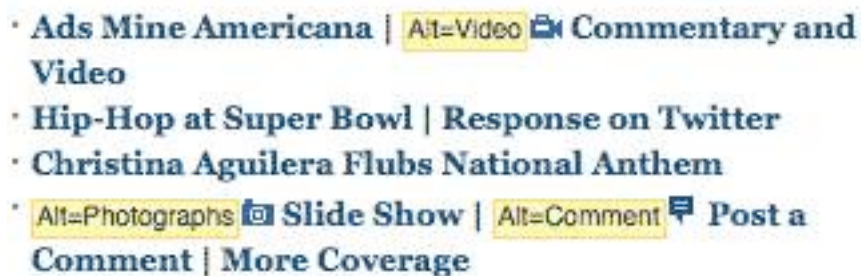 · Ads Mine Americana | Alt=Video Commentary and
Video
· Hip-Hop at Super Bowl | Response on Twitter
· Christina Aguilera Flubs National Anthem
· Alt=Photographs Slide Show | Alt=Comment Post a
Comment | More Coverage